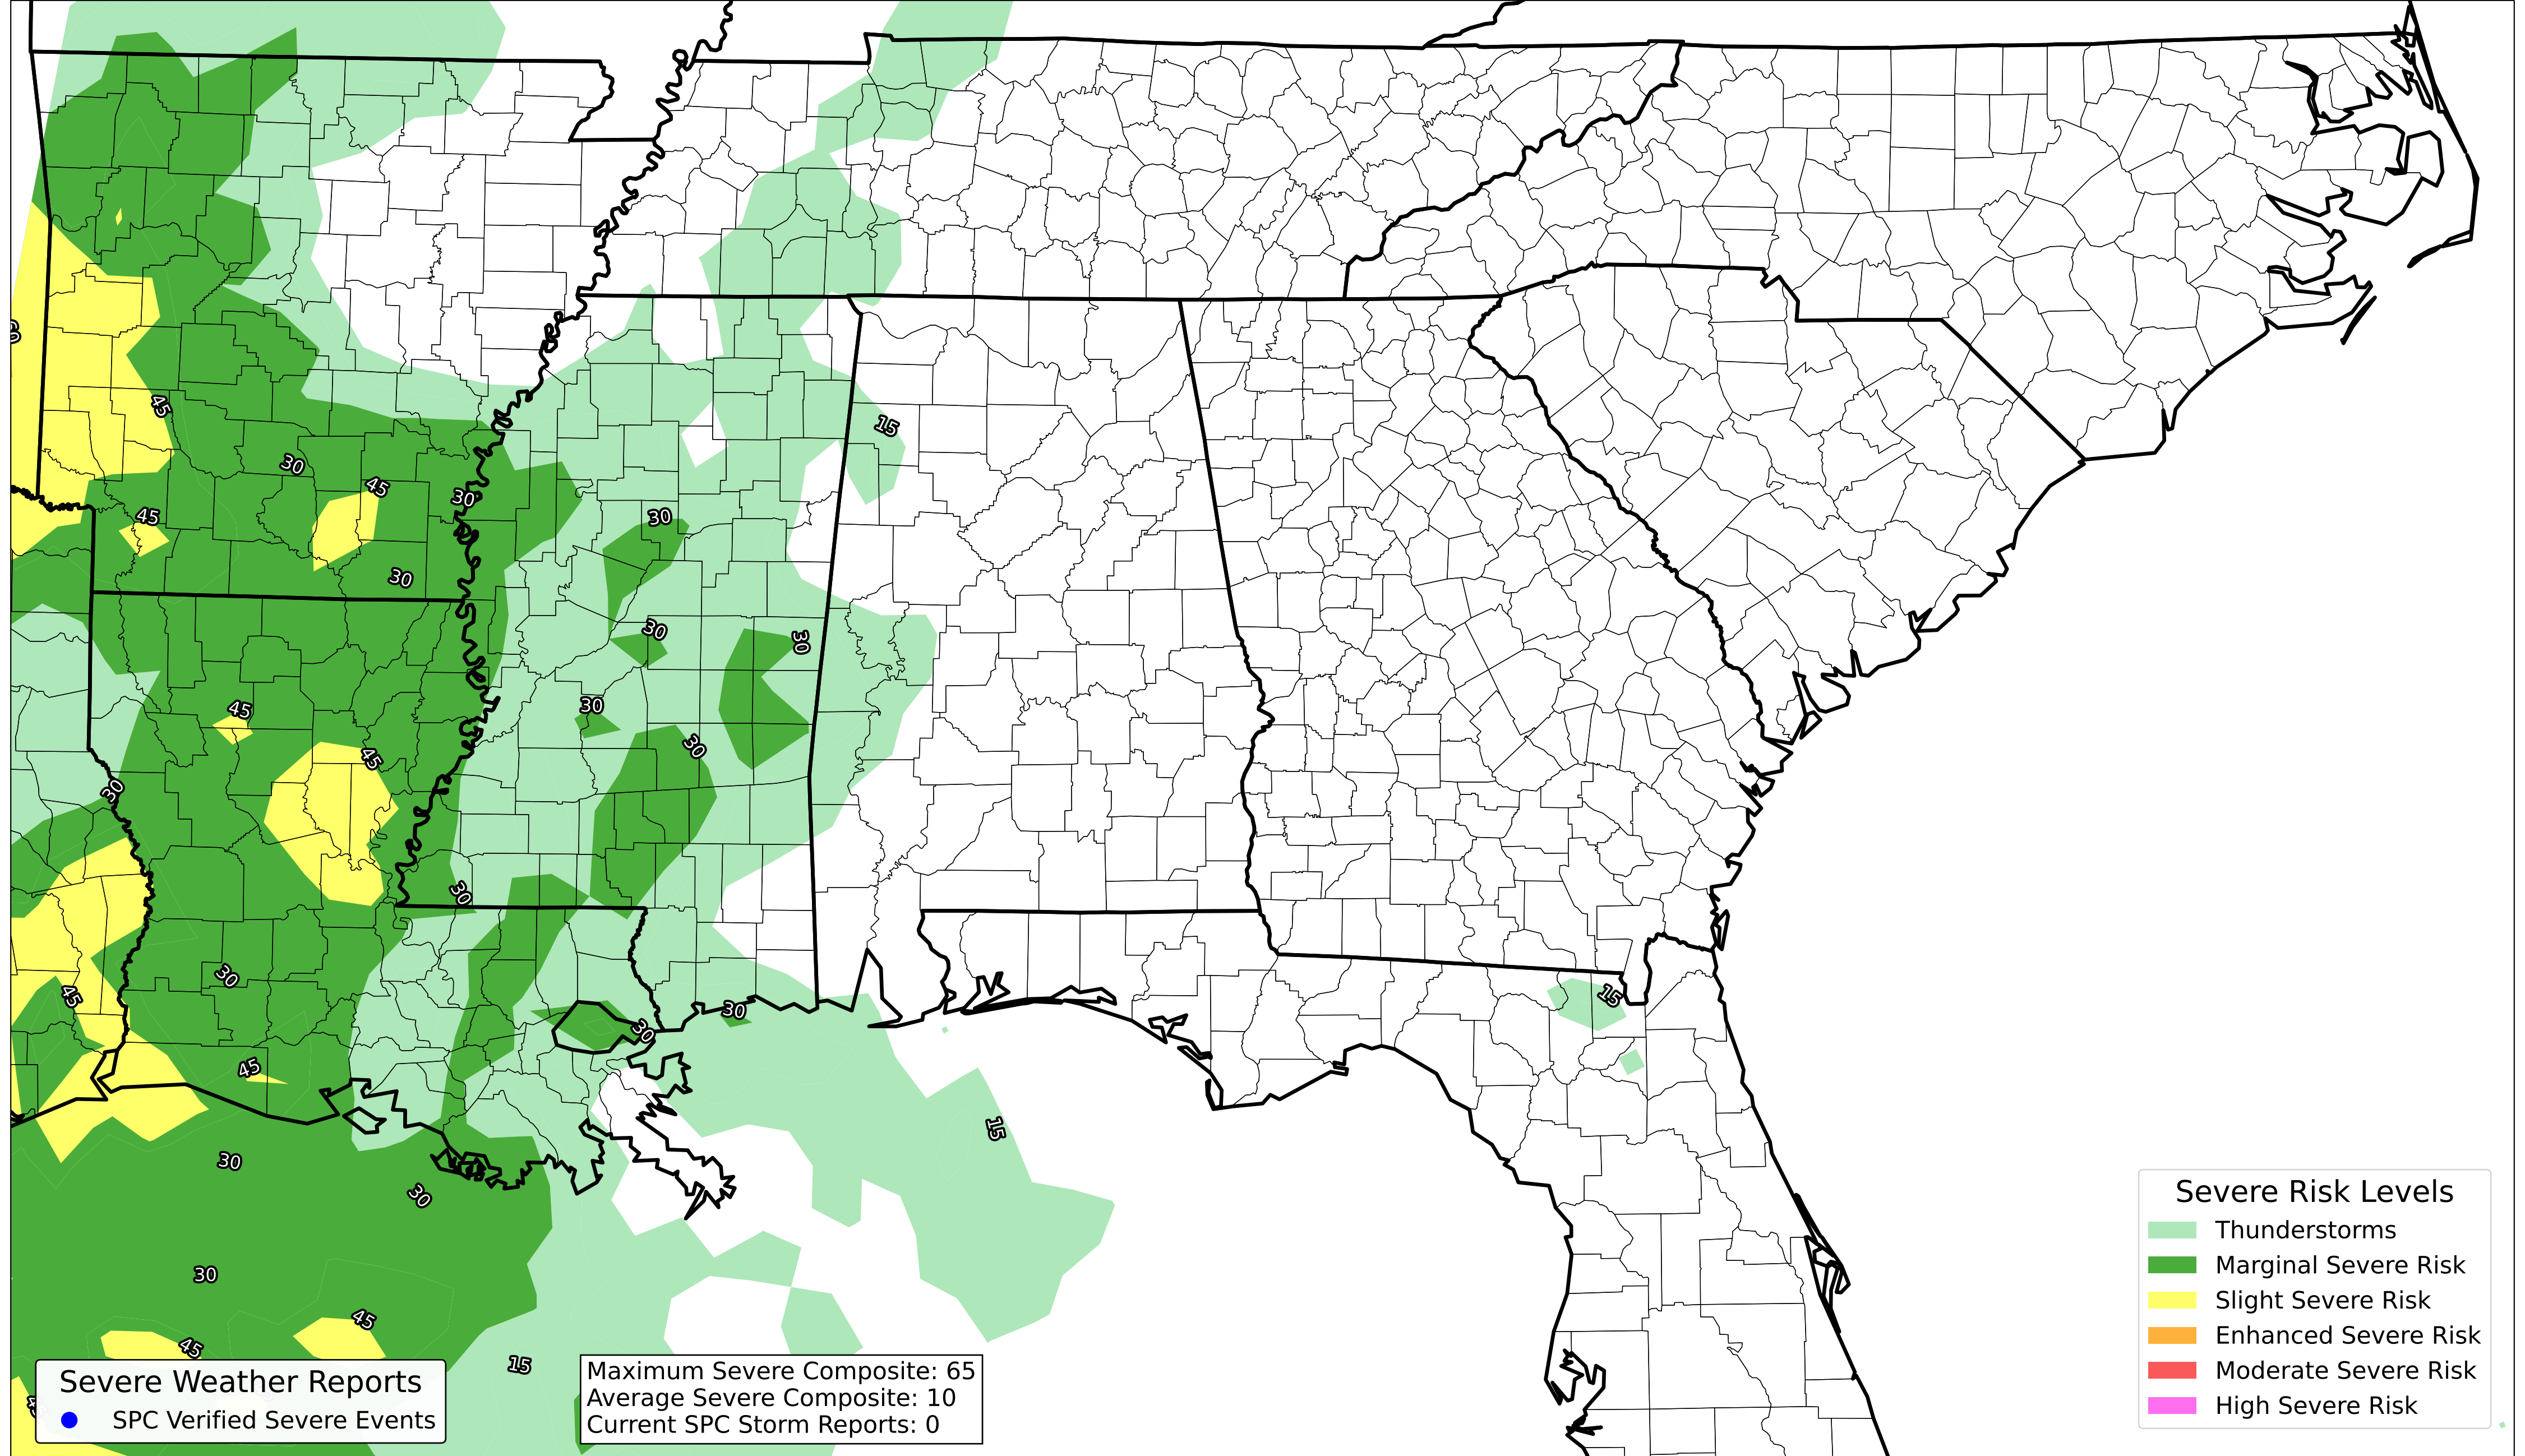 45
15
30
45
30
45
30
30
30
30
30
45
30
30
45
30
30
30
45
15
30
30
45
15
30
30
30
45
45
15
Severe Weather Reports
SPC Verified Severe Events
Maximum Severe Composite: 65
Average Severe Composite: 10
Current SPC Storm Reports: 0
Severe Risk Levels
Thunderstorms
Marginal Severe Risk
Slight Severe Risk
Enhanced Severe Risk
Moderate Severe Risk
High Severe Risk